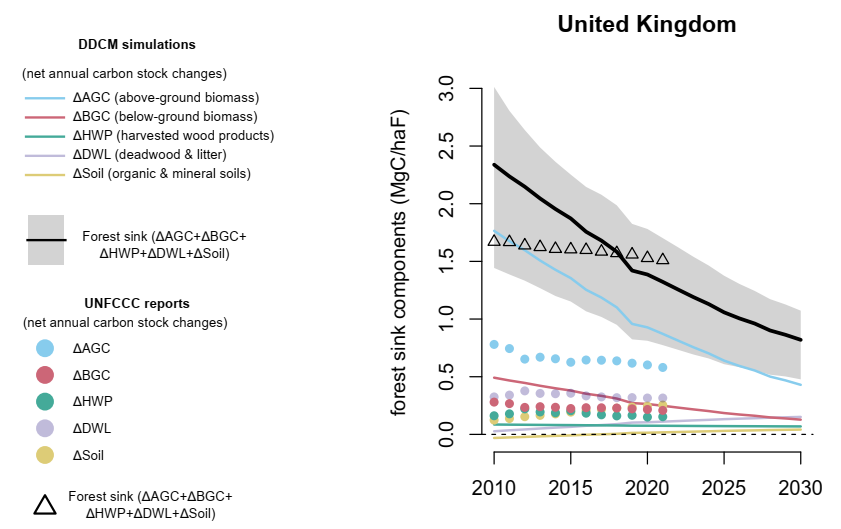 United Kingdom
DDCM simulations
(net annual carbon stock changes)
ΔAGC (above-ground biomass)
ΔBGC (below-ground biomass)
ΔHWP (harvested wood products)
ΔDWL (deadwood & litter)
ΔSoil (organic & mineral soils)
Forest sink (ΔAGC+ΔBGC+
ΔHWP+ΔDWL+ΔSoil)
UNFCCC reports
(net annual carbon stock changes)
ΔAGC
ΔBGC
ΔHWP
ΔDWL
ΔSoil
Forest sink (ΔAGC+ΔBGC+
ΔHWP+ΔDWL+ΔSoil)
forest sink components (MgC/haF)
3.0
2.5
2.0
1.5
1.0
0.5
0.0
2010 2015 2020 2025 2030